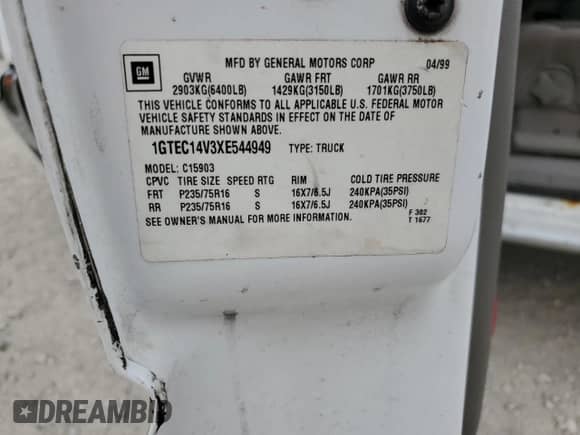 GM
MFD BY GENERAL MOTORS CORP 04/99
GVWR GAWR FRT GAWR RR
2903KG(6400LB) 1429KG(3150LB) 1701KG(3750LB)
THIS VEHICLE CONFORMS TO ALL APPLICABLE U.S. FEDERAL MOTOR
VEHICLE SAFETY STANDARDS IN EFFECT ON THE DATE OF
MANUFACTURE SHOWN ABOVE.
1GTEC14V3XE544949 TYPE: TRUCK
MODEL: C15903
CPVC TIRE SIZE SPEED RTG RIM COLD TIRE PRESSURE
FRT P235/75R16 S 16X7/6.5J 240KPA(35PSI)
RR P235/75R16 S 16X7/6.5J 240KPA(35PSI)
SEE OWNER'S MANUAL FOR MORE INFORMATION.
F 382
T 1677
DREAMBID